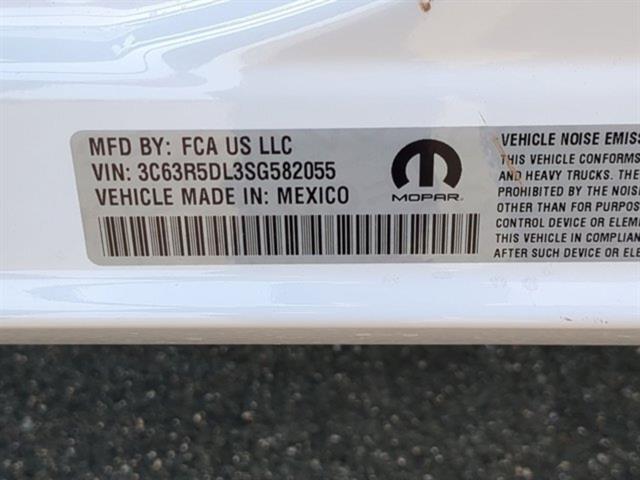 MFD BY: FCA US LLC
VIN: 3C63R5DL3SG582055
VEHICLE MADE IN: MEXICO
MOPAR
VEHICLE NOISE EMISS
THIS VEHICLE CONFORMS
AND HEAVY TRUCKS. THE
PROHIBITED BY THE NOIS
OTHER THAN FOR PURPOS
CONTROL DEVICE OR ELEM
THIS VEHICLE IN COMPLIAN
AFTER SUCH DEVICE OR ELE